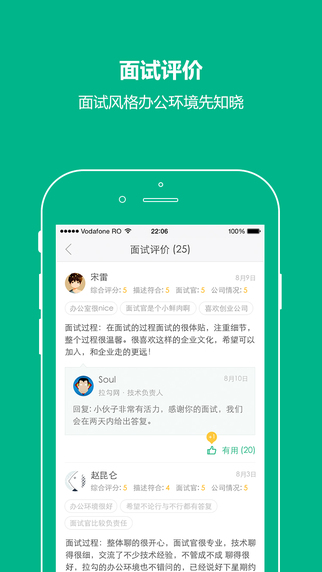 面试评价
面试风格办公环境先知晓
Vodafone RO 22:06 100%
面试评价 (25)
宋雷 8月9日
综合评分: 5 描述符合: 5 面试官: 5 公司情况: 5
办公室很nice 面试官是个小鲜肉啊 喜欢创业公司
面试过程：在面试的过程面试的很体贴，注重细节，
整个过程很温馨。很喜欢这样的企业文化，希望可以
加入，和企业走的更远！
Soul 8月10日
拉勾网 · 技术负责人
回复: 小伙子非常有活力，感谢你的面试，我们
会在两天内给出答复。
+1
有用 (20)
赵昆仑 8月3日
综合评分: 5 描述符合: 5 面试官: 5 公司情况: 5
办公环境很好 希望不论行与不行都有答复
面试官比较负责任
面试过程：整体聊的很开心，面试官很专业，技术聊
得很细，交流了不少技术经验，不管成不成 聊得很
好，拉勾的办公环境也不错问的，已经说好下星期约